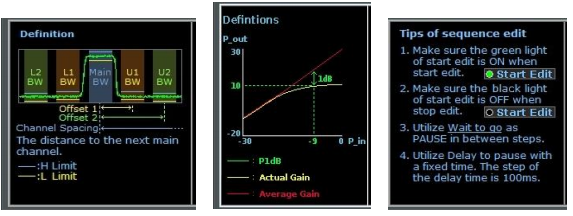 Definition
L2 L1 Main U1 U2
BW BW BW BW BW
Offset 1
Offset 2
Channel Spacing
The distance to the next main
channel.
:H Limit
:L Limit
Defintions
P_out
30
1dB
10
-20
-30 -9 0 P_in
: P1dB
: Actual Gain
: Average Gain
Tips of sequence edit
1. Make sure the green light
of start edit is ON when
start edit. Start Edit
2. Make sure the black light
of start edit is OFF when
stop edit. Start Edit
3. Utilize Wait to go as
PAUSE in between steps.
4. Utilize Delay to pause with
a fixed time. The step of
the delay time is 100ms.